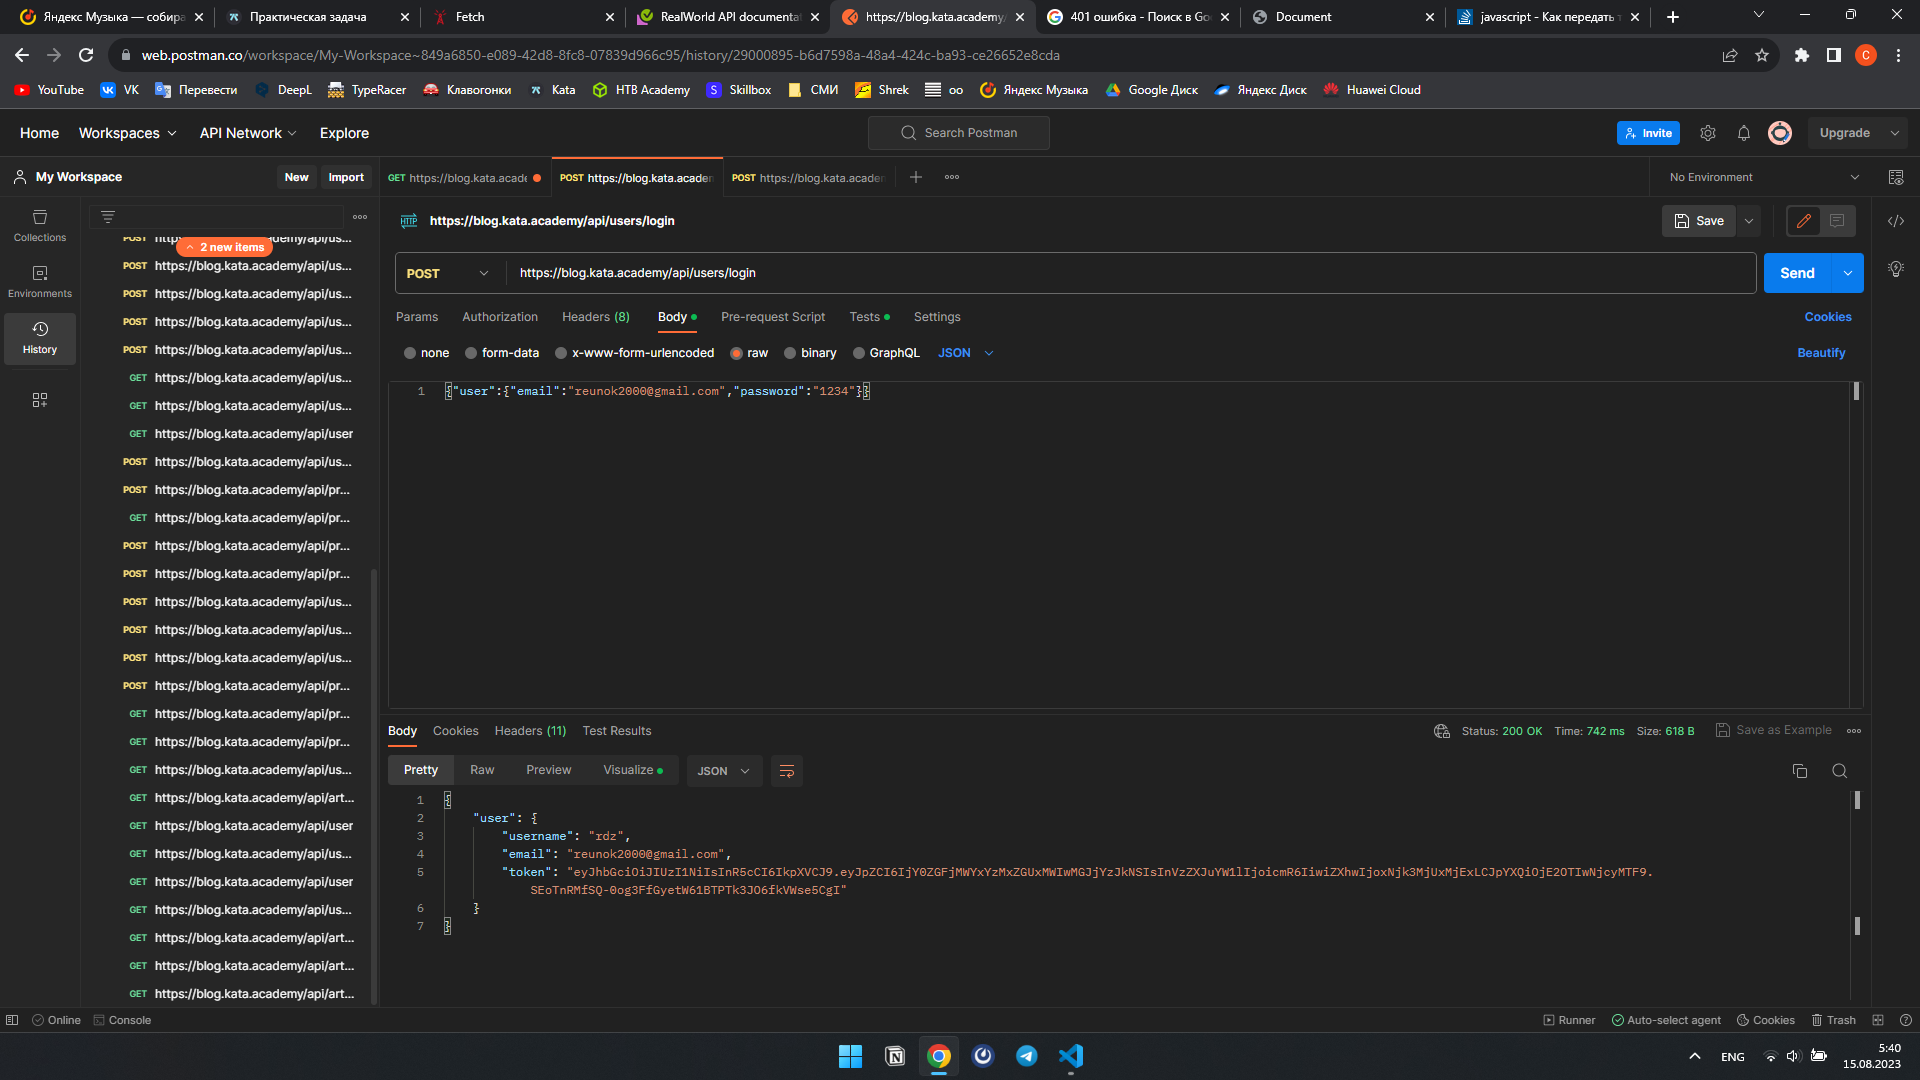 Яндекс Музыка — собира
Практическая задача
Fetch
RealWorld API documentat
https://blog.kata.academy/
401 ошибка - Поиск в Go
Document
javascript - Как передать т
web.postman.co/workspace/My-Workspace~849a6850-e089-42d8-8fc8-07839d966c95/history/29000895-b6d7598a-48a4-424c-ba93-ce26652e8cda
YouTube
VK
Перевести
DeepL
TypeRacer
Клавогонки
Kata
HTB Academy
Skillbox
СМИ
Shrek
oo
Яндекс Музыка
Google Диск
Яндекс Диск
Huawei Cloud
Home
Workspaces
API Network
Explore
Search Postman
Invite
Upgrade
My Workspace
New
Import
GET https://blog.kata.acade
POST https://blog.kata.academ
POST https://blog.kata.academ
No Environment
Collections
Environments
History
2 new items
POST https://blog.kata.academy/api/us...
POST https://blog.kata.academy/api/us...
POST https://blog.kata.academy/api/us...
POST https://blog.kata.academy/api/us...
GET https://blog.kata.academy/api/us...
GET https://blog.kata.academy/api/us...
GET https://blog.kata.academy/api/user
POST https://blog.kata.academy/api/us...
POST https://blog.kata.academy/api/pr...
GET https://blog.kata.academy/api/pr...
POST https://blog.kata.academy/api/pr...
POST https://blog.kata.academy/api/pr...
POST https://blog.kata.academy/api/us...
POST https://blog.kata.academy/api/us...
POST https://blog.kata.academy/api/us...
POST https://blog.kata.academy/api/pr...
GET https://blog.kata.academy/api/pr...
GET https://blog.kata.academy/api/pr...
GET https://blog.kata.academy/api/us...
GET https://blog.kata.academy/api/art...
GET https://blog.kata.academy/api/user
GET https://blog.kata.academy/api/us...
GET https://blog.kata.academy/api/user
GET https://blog.kata.academy/api/us...
GET https://blog.kata.academy/api/art...
GET https://blog.kata.academy/api/art...
GET https://blog.kata.academy/api/art...
HTTP https://blog.kata.academy/api/users/login
Save
POST
https://blog.kata.academy/api/users/login
Send
Params
Authorization
Headers (8)
Body
Pre-request Script
Tests
Settings
Cookies
none
form-data
x-www-form-urlencoded
raw
binary
GraphQL
JSON
Beautify
1 {"user":{"email":"reunok2000@gmail.com","password":"1234"}}
Body
Cookies
Headers (11)
Test Results
Status: 200 OK
Time: 742 ms
Size: 618 B
Save as Example
Pretty
Raw
Preview
Visualize
JSON
1 {
2 "user": {
3 "username": "rdz",
4 "email": "reunok2000@gmail.com",
5 "token": "eyJhbGciOiJIUzI1NiIsInR5cCI6IkpXVCJ9.eyJpZCI6IjY0ZGFjMWYxYzMxZGUxMWIwMGJjYzJkNSIsInVzZXJuYW1lIjoicmR6IiwiZXhwIjoxNjk3MjUxMjExLCJpYXQiOjE2OTIwNjcyMTF9.
SEoTnRMfSQ-0og3FfGyetW61BTPTk3JO6fkVWse5CgI"
6 }
7 }
Online
Console
Runner
Auto-select agent
Cookies
Trash
ENG
5:40
15.08.2023